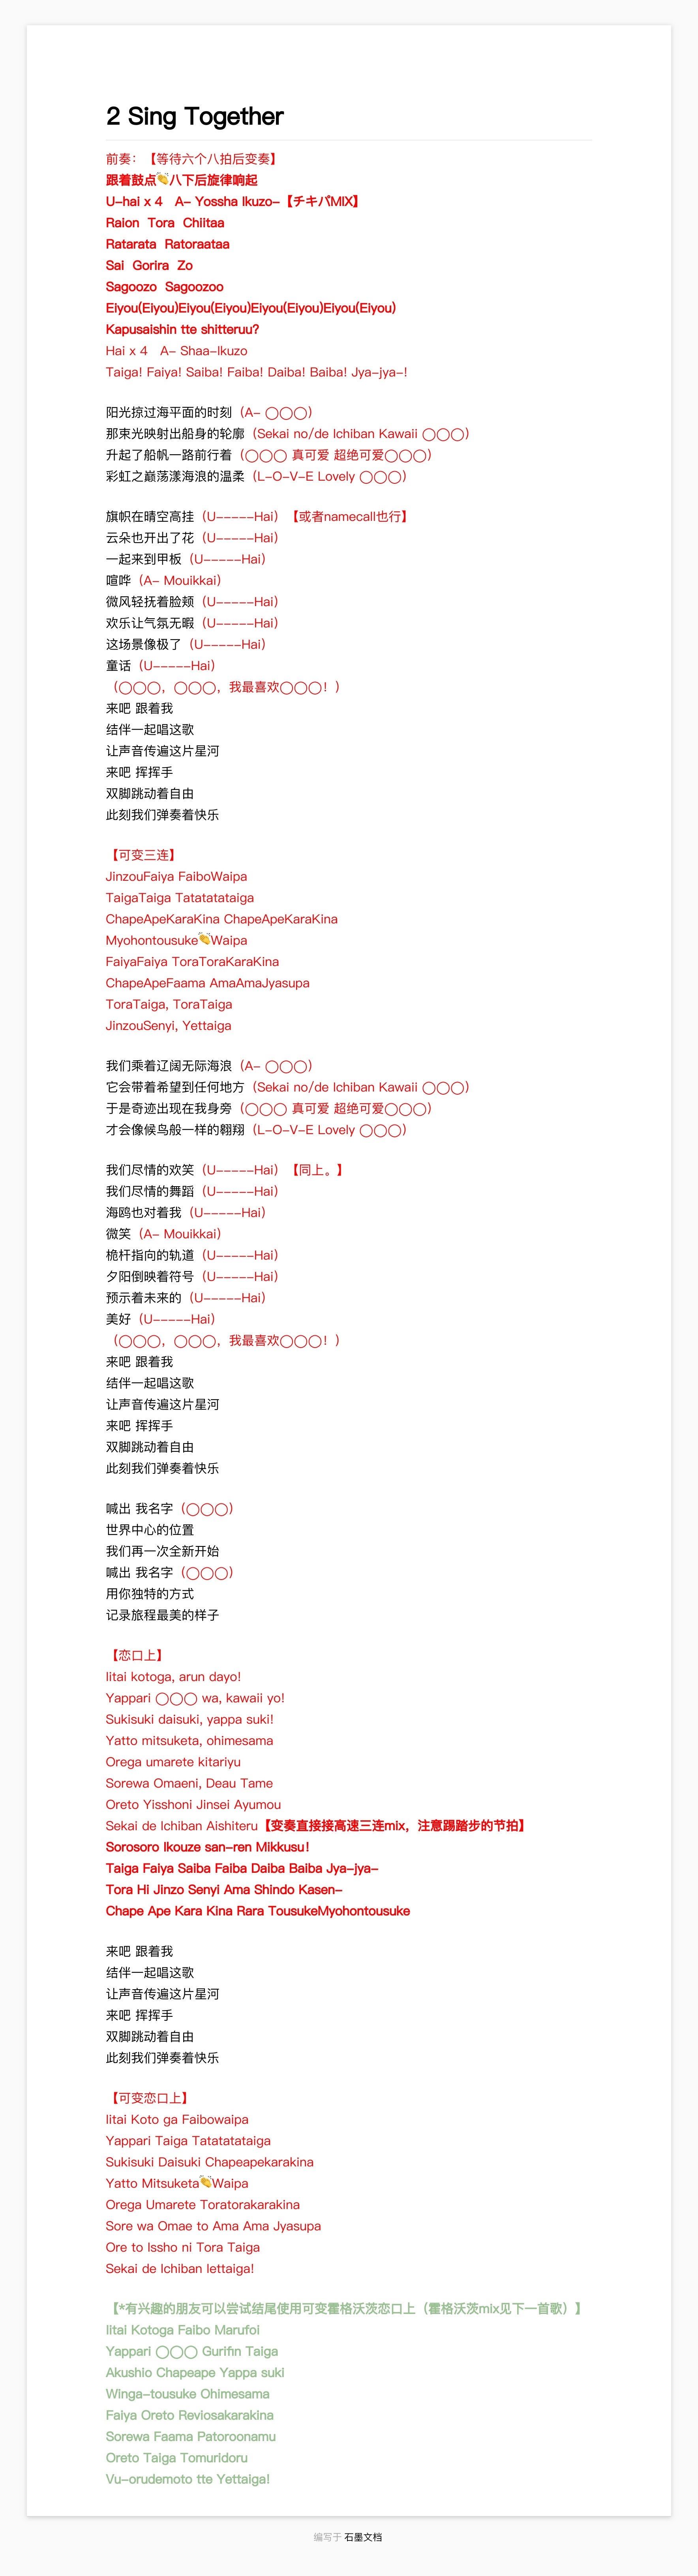 2 Sing Together
前奏：【等待六个八拍后变奏】
跟着鼓点👏八下后旋律响起
U-hai x 4 A- Yossha Ikuzo-【チキパMIX】
Raion Tora Chiitaa
Ratarata Ratoraataa
Sai Gorira Zo
Sagoozo Sagoozoo
Eiyou(Eiyou)Eiyou(Eiyou)Eiyou(Eiyou)Eiyou(Eiyou)
Kapusaishin tte shitteruu?
Hai x 4 A- Shaa-Ikuzo
Taiga! Faiya! Saiba! Faiba! Daiba! Baiba! Jya-jya-!
阳光掠过海平面的时刻（A- ◯◯◯）
那束光映射出船身的轮廓（Sekai no/de Ichiban Kawaii ◯◯◯）
升起了船帆一路前行着（◯◯◯ 真可爱 超绝可爱◯◯◯）
彩虹之巅荡漾海浪的温柔（L-O-V-E Lovely ◯◯◯）
旗帜在晴空高挂（U-----Hai）【或者namecall也行】
云朵也开出了花（U-----Hai）
一起来到甲板（U-----Hai）
喧哗（A- Mouikkai）
微风轻抚着脸颊（U-----Hai）
欢乐让气氛无暇（U-----Hai）
这场景像极了（U-----Hai）
童话（U-----Hai）
（◯◯◯，◯◯◯，我最喜欢◯◯◯！）
来吧 跟着我
结伴一起唱这歌
让声音传遍这片星河
来吧 挥挥手
双脚跳动着自由
此刻我们弹奏着快乐
【可变三连】
JinzouFaiya FaiboWaipa
TaigaTaiga Tatatatataiga
ChapeApeKaraKina ChapeApeKaraKina
Myohontousuke👏Waipa
FaiyaFaiya ToraToraKaraKina
ChapeApeFaama AmaAmaJyasupa
ToraTaiga, ToraTaiga
JinzouSenyi, Yettaiga
我们乘着辽阔无际海浪（A- ◯◯◯）
它会带着希望到任何地方（Sekai no/de Ichiban Kawaii ◯◯◯）
于是奇迹出现在我身旁（◯◯◯ 真可爱 超绝可爱◯◯◯）
才会像候鸟般一样的翱翔（L-O-V-E Lovely ◯◯◯）
我们尽情的欢笑（U-----Hai）【同上。】
我们尽情的舞蹈（U-----Hai）
海鸥也对着我（U-----Hai）
微笑（A- Mouikkai）
桅杆指向的轨道（U-----Hai）
夕阳倒映着符号（U-----Hai）
预示着未来的（U-----Hai）
美好（U-----Hai）
（◯◯◯，◯◯◯，我最喜欢◯◯◯！）
来吧 跟着我
结伴一起唱这歌
让声音传遍这片星河
来吧 挥挥手
双脚跳动着自由
此刻我们弹奏着快乐
喊出 我名字（◯◯◯）
世界中心的位置
我们再一次全新开始
喊出 我名字（◯◯◯）
用你独特的方式
记录旅程最美的样子
【恋口上】
Iitai kotoga, arun dayo!
Yappari ◯◯◯ wa, kawaii yo!
Sukisuki daisuki, yappa suki!
Yatto mitsuketa, ohimesama
Orega umarete kitariyu
Sorewa Omaeni, Deau Tame
Oreto Yisshoni Jinsei Ayumou
Sekai de Ichiban Aishiteru【变奏直接接高速三连mix，注意踢踏步的节拍】
Sorosoro Ikouze san-ren Mikkusu!
Taiga Faiya Saiba Faiba Daiba Baiba Jya-jya-
Tora Hi Jinzo Senyi Ama Shindo Kasen-
Chape Ape Kara Kina Rara TousukeMyohontousuke
来吧 跟着我
结伴一起唱这歌
让声音传遍这片星河
来吧 挥挥手
双脚跳动着自由
此刻我们弹奏着快乐
【可变恋口上】
Iitai Koto ga Faibowaipa
Yappari Taiga Tatatatataiga
Sukisuki Daisuki Chapeapekarakina
Yatto Mitsuketa👏Waipa
Orega Umarete Toratorakarakina
Sore wa Omae to Ama Ama Jyasupa
Ore to Issho ni Tora Taiga
Sekai de Ichiban Iettaiga!
【*有兴趣的朋友可以尝试结尾使用可变霍格沃茨恋口上（霍格沃茨mix见下一首歌）】
Iitai Kotoga Faibo Marufoi
Yappari ◯◯◯ Gurifin Taiga
Akushio Chapeape Yappa suki
Winga-tousuke Ohimesama
Faiya Oreto Reviosakarakina
Sorewa Faama Patoroonamu
Oreto Taiga Tomuridoru
Vu-orudemoto tte Yettaiga!
编写于 石墨文档